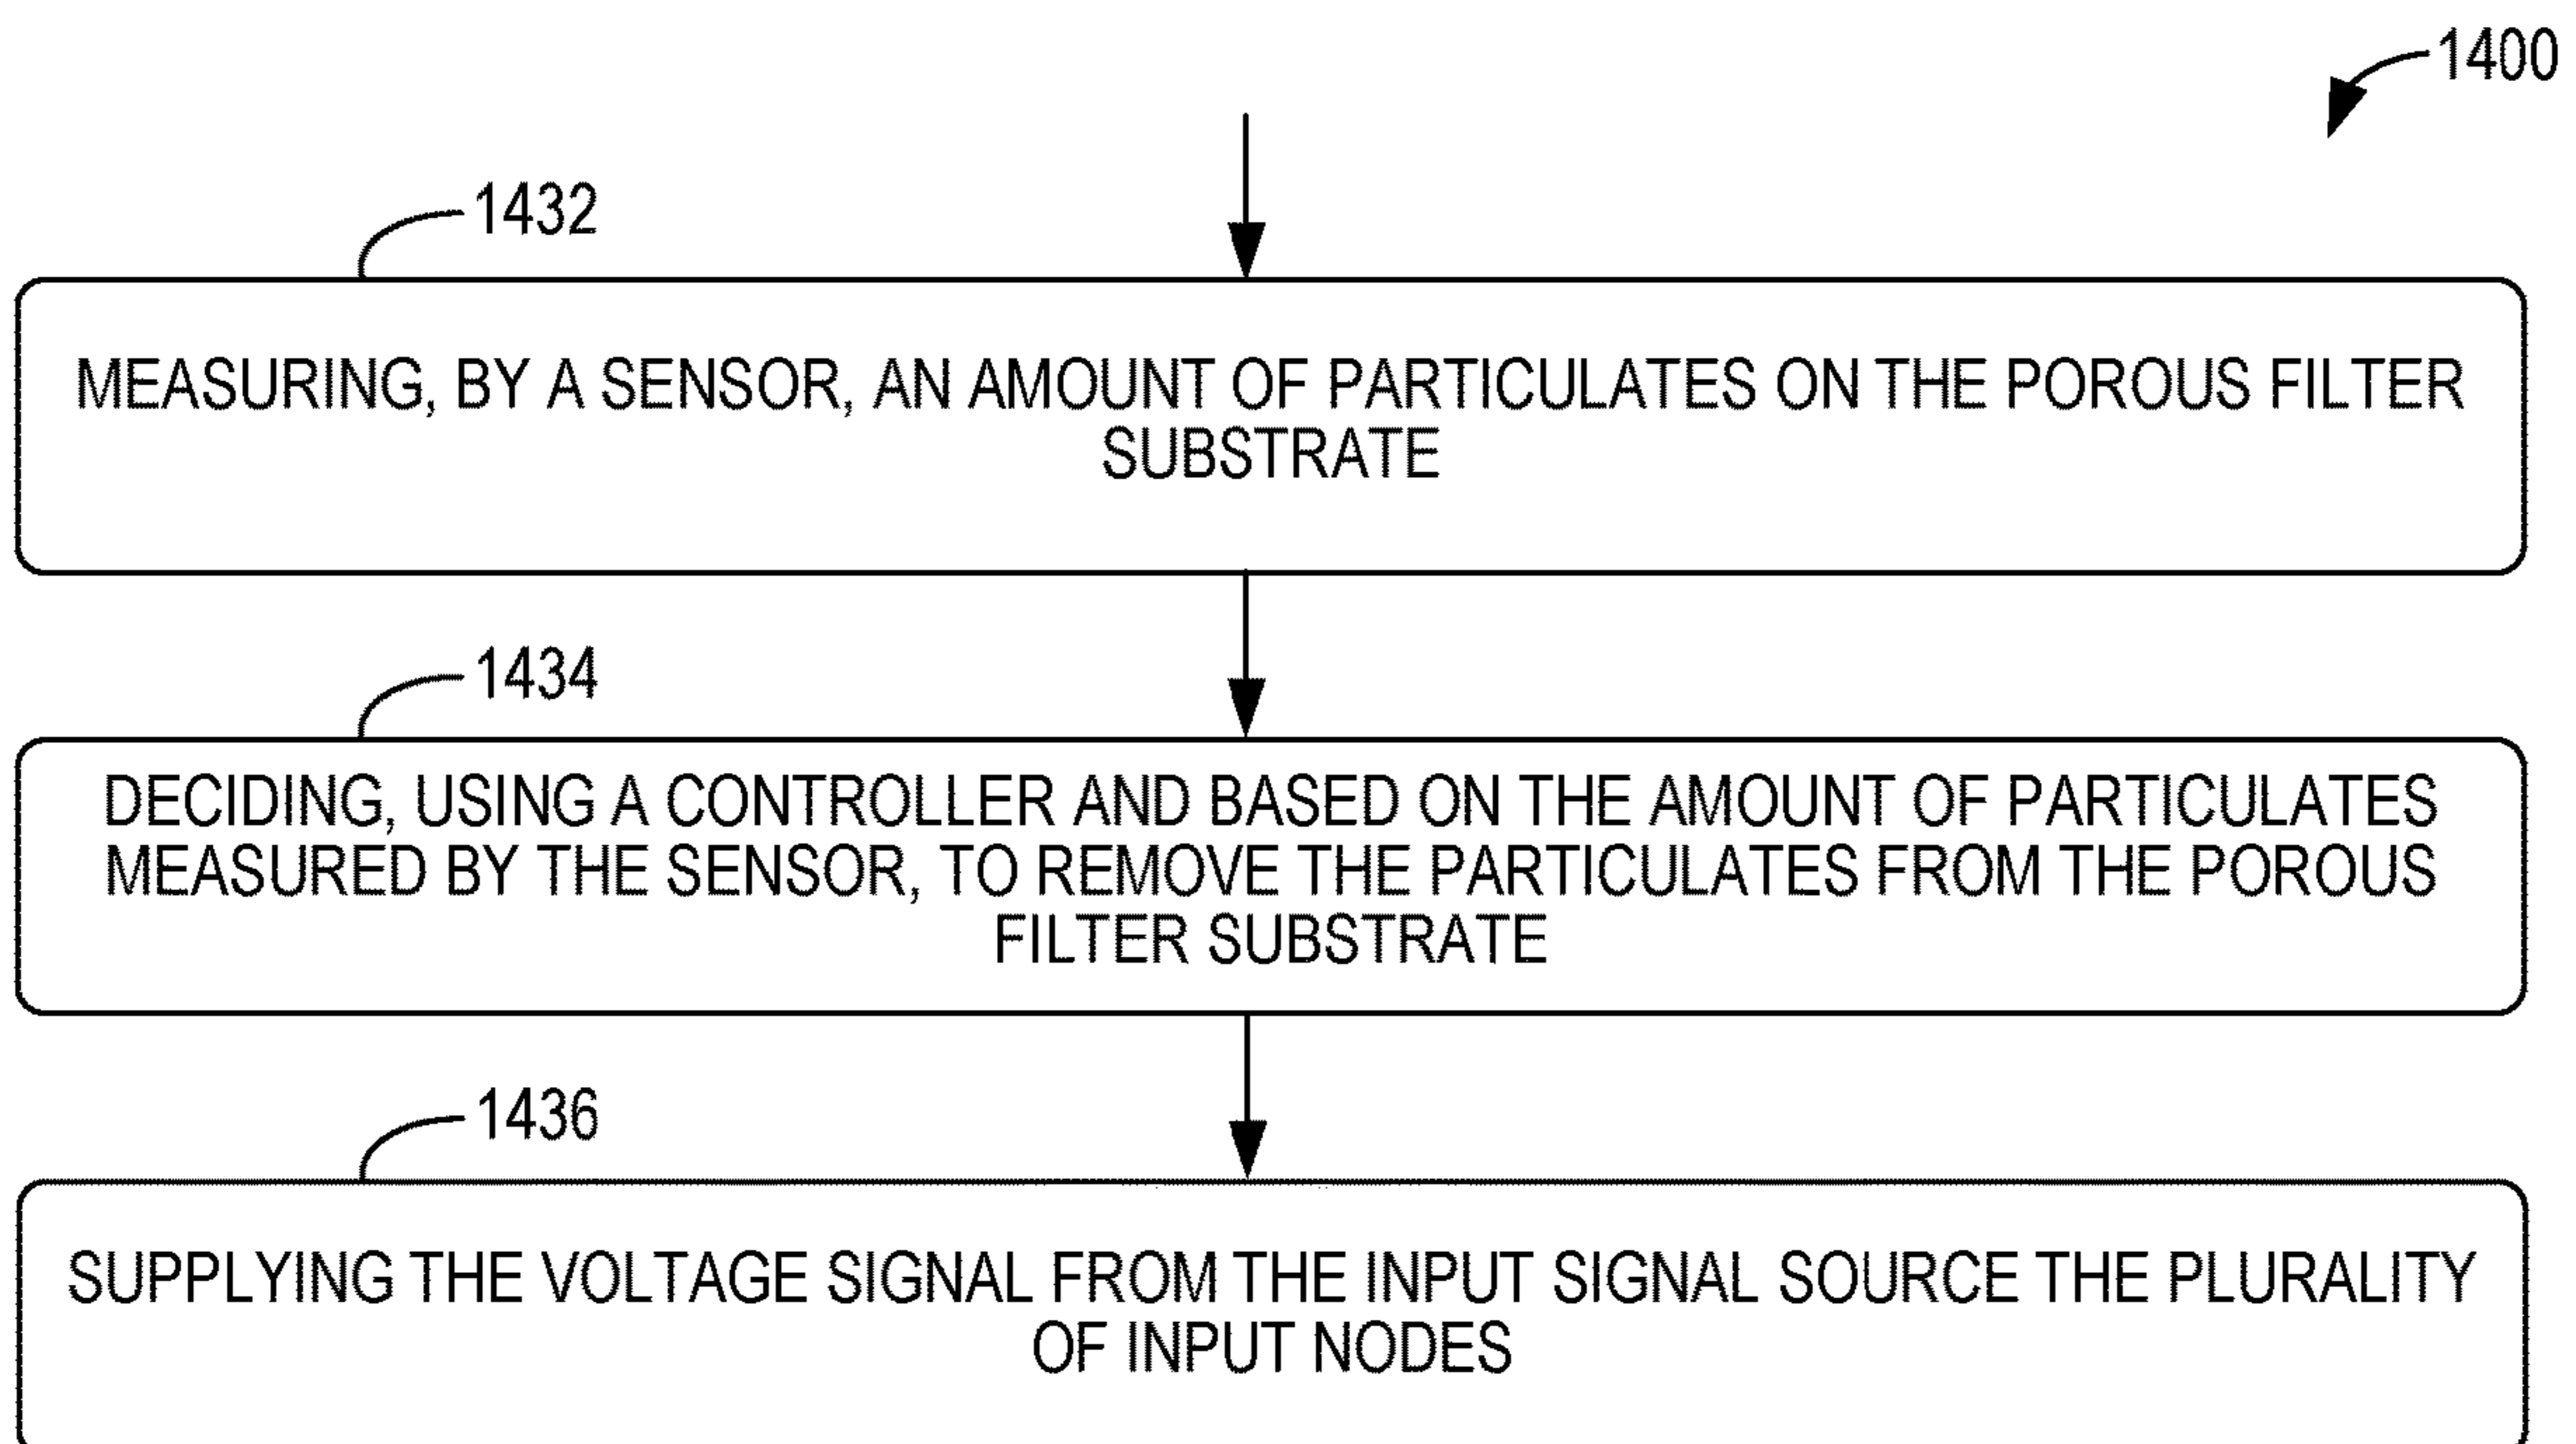 1400
1432
MEASURING, BY A SENSOR, AN AMOUNT OF PARTICULATES ON THE POROUS FILTER
SUBSTRATE
1434
DECIDING, USING A CONTROLLER AND BASED ON THE AMOUNT OF PARTICULATES
MEASURED BY THE SENSOR, TO REMOVE THE PARTICULATES FROM THE POROUS
FILTER SUBSTRATE
1436
SUPPLYING THE VOLTAGE SIGNAL FROM THE INPUT SIGNAL SOURCE THE PLURALITY
OF INPUT NODES